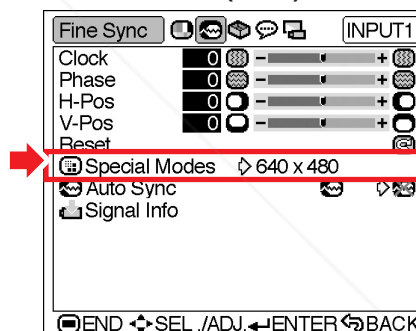 Fine Sync INPUT1
Clock 0 - +
Phase 0 - +
H-Pos 0 - +
V-Pos 0 - +
Reset
Special Modes 640 x 480
Auto Sync
Signal Info
END SEL./ADJ. ENTER BACK